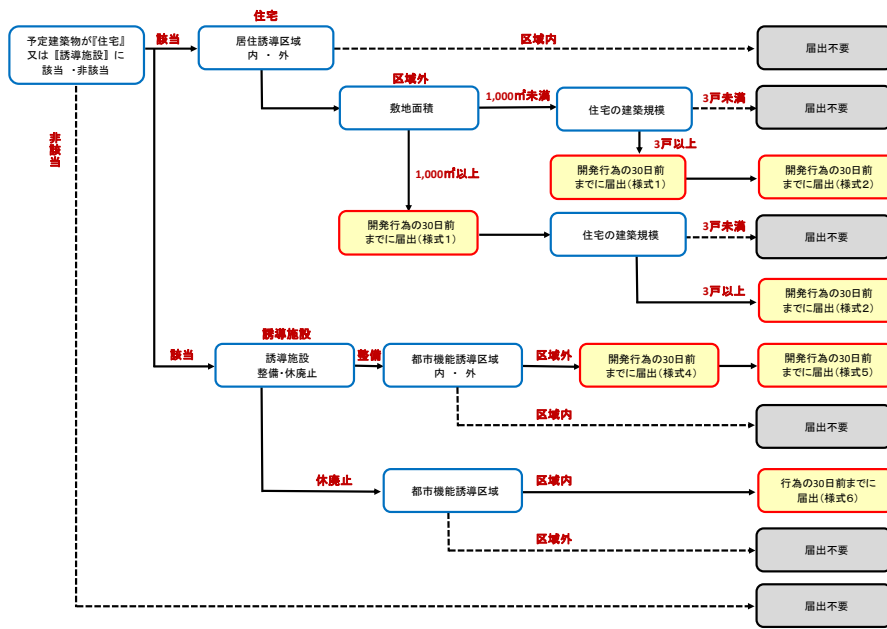 予定建築物が『住宅』
又は『誘導施設』に
該当・非該当
該当
住宅
居住誘導区域
内 ・ 外
区域内
届出不要
区域外
敷地面積
1,000㎡未満
住宅の建築規模
3戸未満
届出不要
3戸以上
開発行為の30日前
までに届出(様式1)
開発行為の30日前
までに届出(様式2)
1,000㎡以上
開発行為の30日前
までに届出(様式1)
住宅の建築規模
3戸未満
届出不要
3戸以上
開発行為の30日前
までに届出(様式2)
非該当
該当
誘導施設
誘導施設
整備・休廃止
整備
都市機能誘導区域
内 ・ 外
区域外
開発行為の30日前
までに届出(様式4)
開発行為の30日前
までに届出(様式5)
区域内
届出不要
休廃止
都市機能誘導区域
区域内
行為の30日前までに
届出(様式6)
区域外
届出不要
届出不要